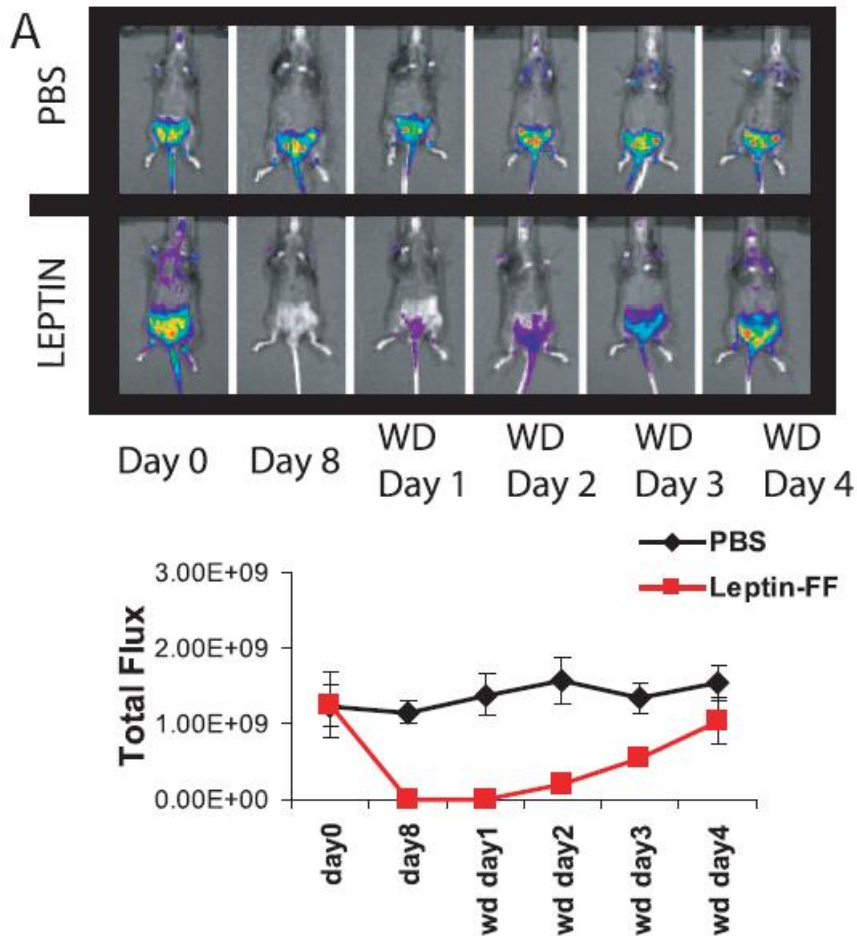 A
PBS
LEPTIN
Day 0
Day 8
WD
Day 1
WD
Day 2
WD
Day 3
WD
Day 4
PBS
Leptin-FF
3.00E+09
2.00E+09
1.00E+09
0.00E+00
Total Flux
day0
day8
wd day1
wd day2
wd day3
wd day4